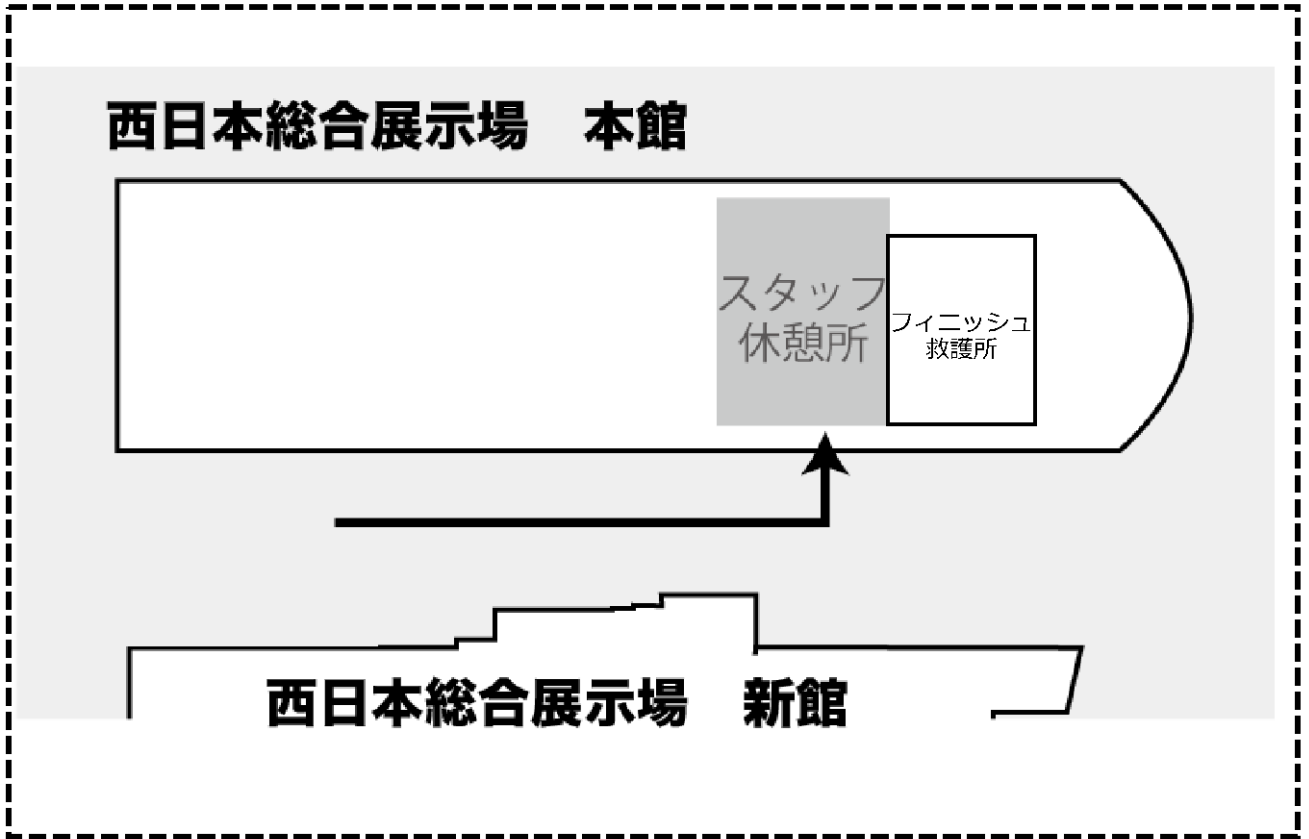 西日本総合展示場　本館
スタッフ
休憩所
フィニッシュ
救護所
西日本総合展示場　新館